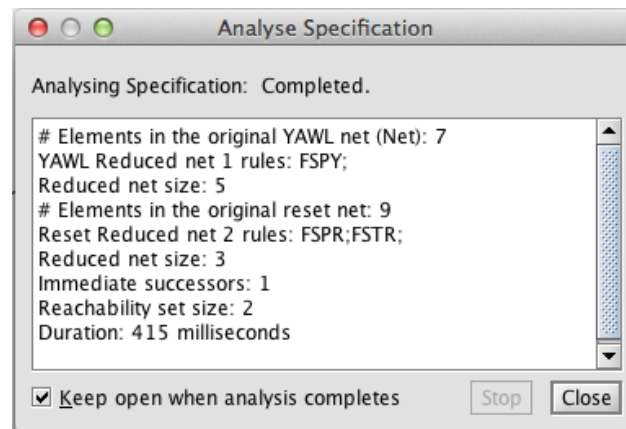 Analyse Specification
Analysing Specification:  Completed.
# Elements in the original YAWL net (Net): 7
YAWL Reduced net 1 rules: FSPY;
Reduced net size: 5
# Elements in the original reset net: 9
Reset Reduced net 2 rules: FSPR;FSTR;
Reduced net size: 3
Immediate successors: 1
Reachability set size: 2
Duration: 415 milliseconds
Keep open when analysis completes Stop Close